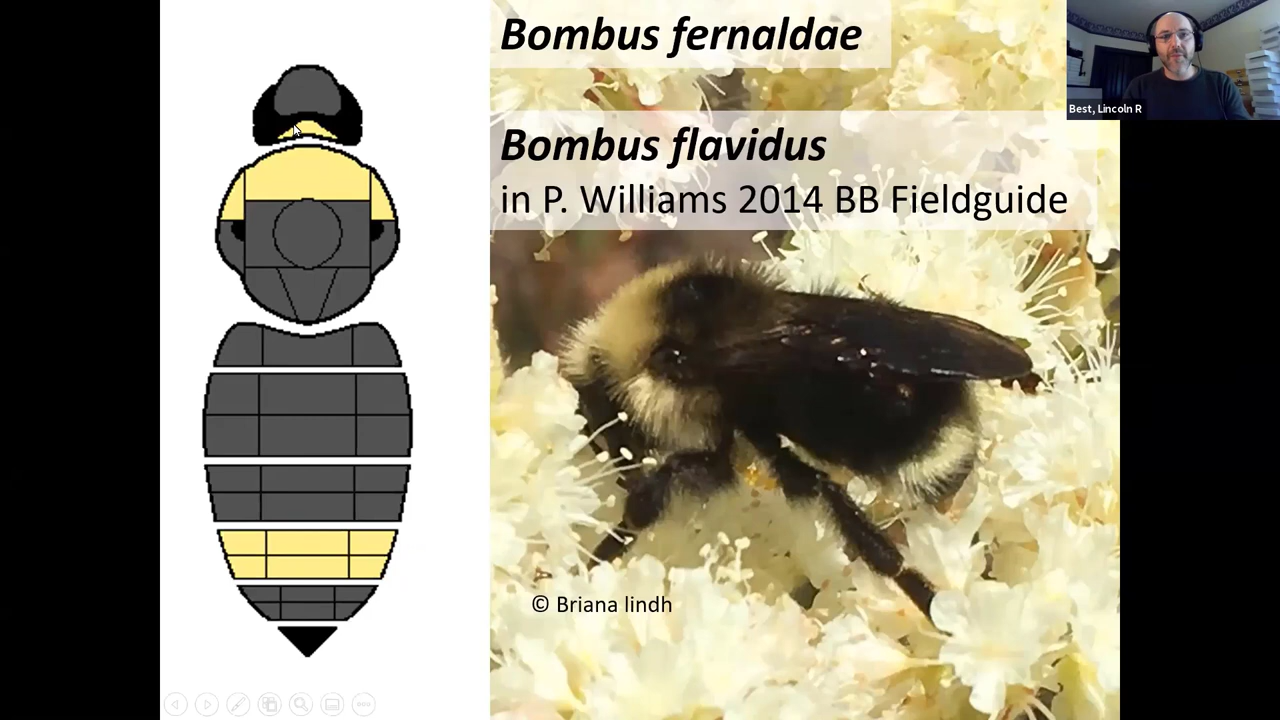 Bombus fernaldae
Bombus flavidus
in P. Williams 2014 BB Fieldguide
Best, Lincoln R
© Briana lindh